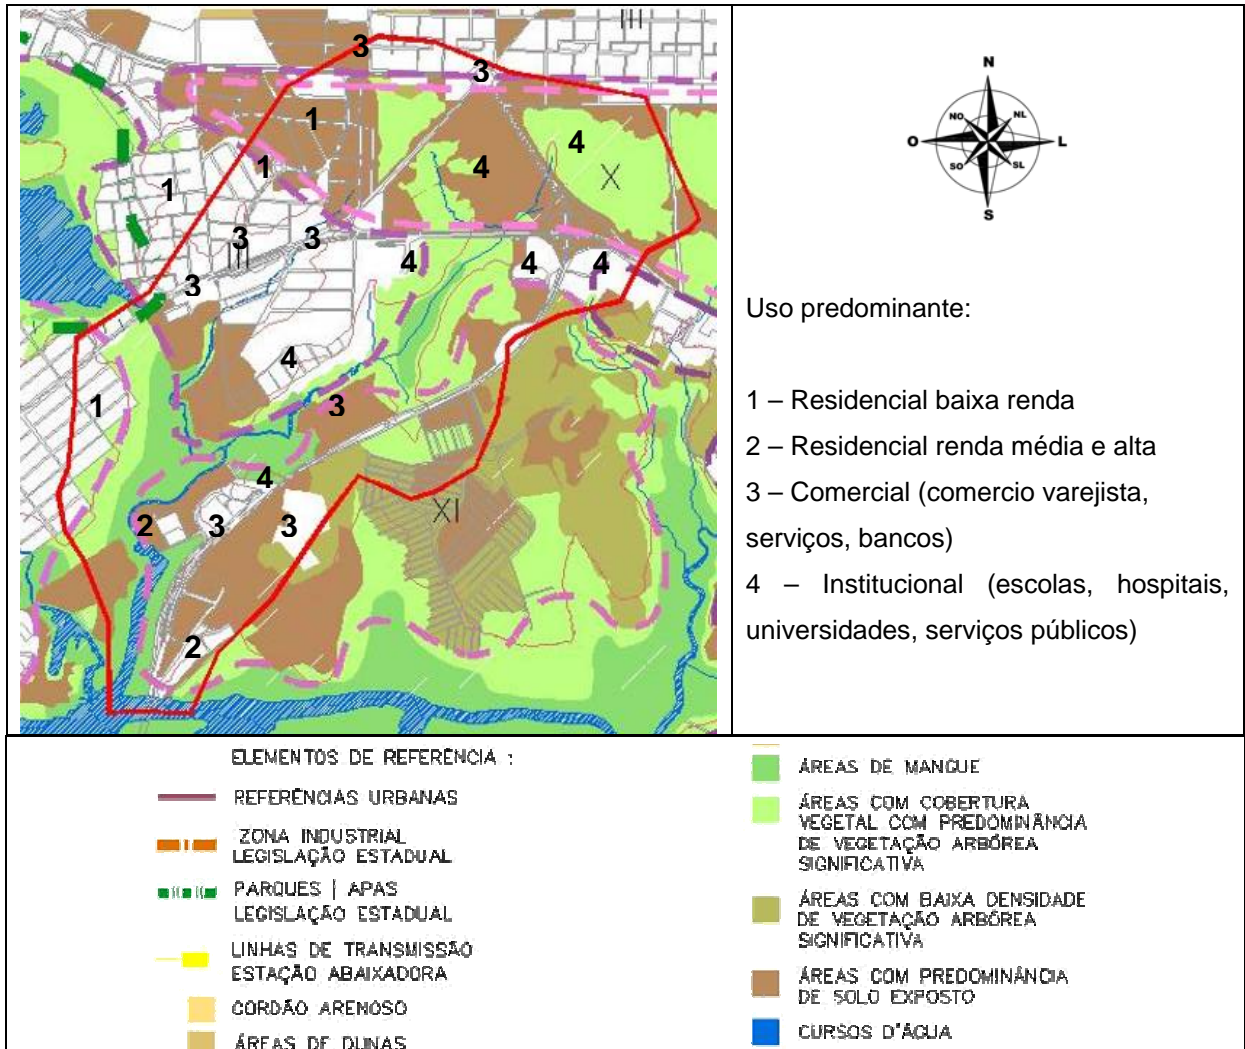 III
3
3
1
4
1
4
X
1
3
3
III
4
4
4
3
4
1
3
4
XI
2
3
3
2
N
NO
NL
O
L
SO
SL
S
Uso predominante:
1 – Residencial baixa renda
2 – Residencial renda média e alta
3 – Comercial (comercio varejista,
serviços, bancos)
4 – Institucional (escolas, hospitais,
universidades, serviços públicos)
ELEMENTOS DE REFERÊNCIA :
REFERÊNCIAS URBANAS
ZONA INDUSTRIAL
LEGISLAÇÃO ESTADUAL
PARQUES | APAS
LEGISLAÇÃO ESTADUAL
LINHAS DE TRANSMISSÃO
ESTAÇÃO ABAIXADORA
CORDÃO ARENOSO
ÁREAS DE DUNAS
ÁREAS DE MANGUE
ÁREAS COM COBERTURA
VEGETAL COM PREDOMINÂNCIA
DE VEGETAÇÃO ARBÓREA
SIGNIFICATIVA
ÁREAS COM BAIXA DENSIDADE
DE VEGETAÇÃO ARBÓREA
SIGNIFICATIVA
ÁREAS COM PREDOMINÂNCIA
DE SOLO EXPOSTO
CURSOS D'ÁGUA